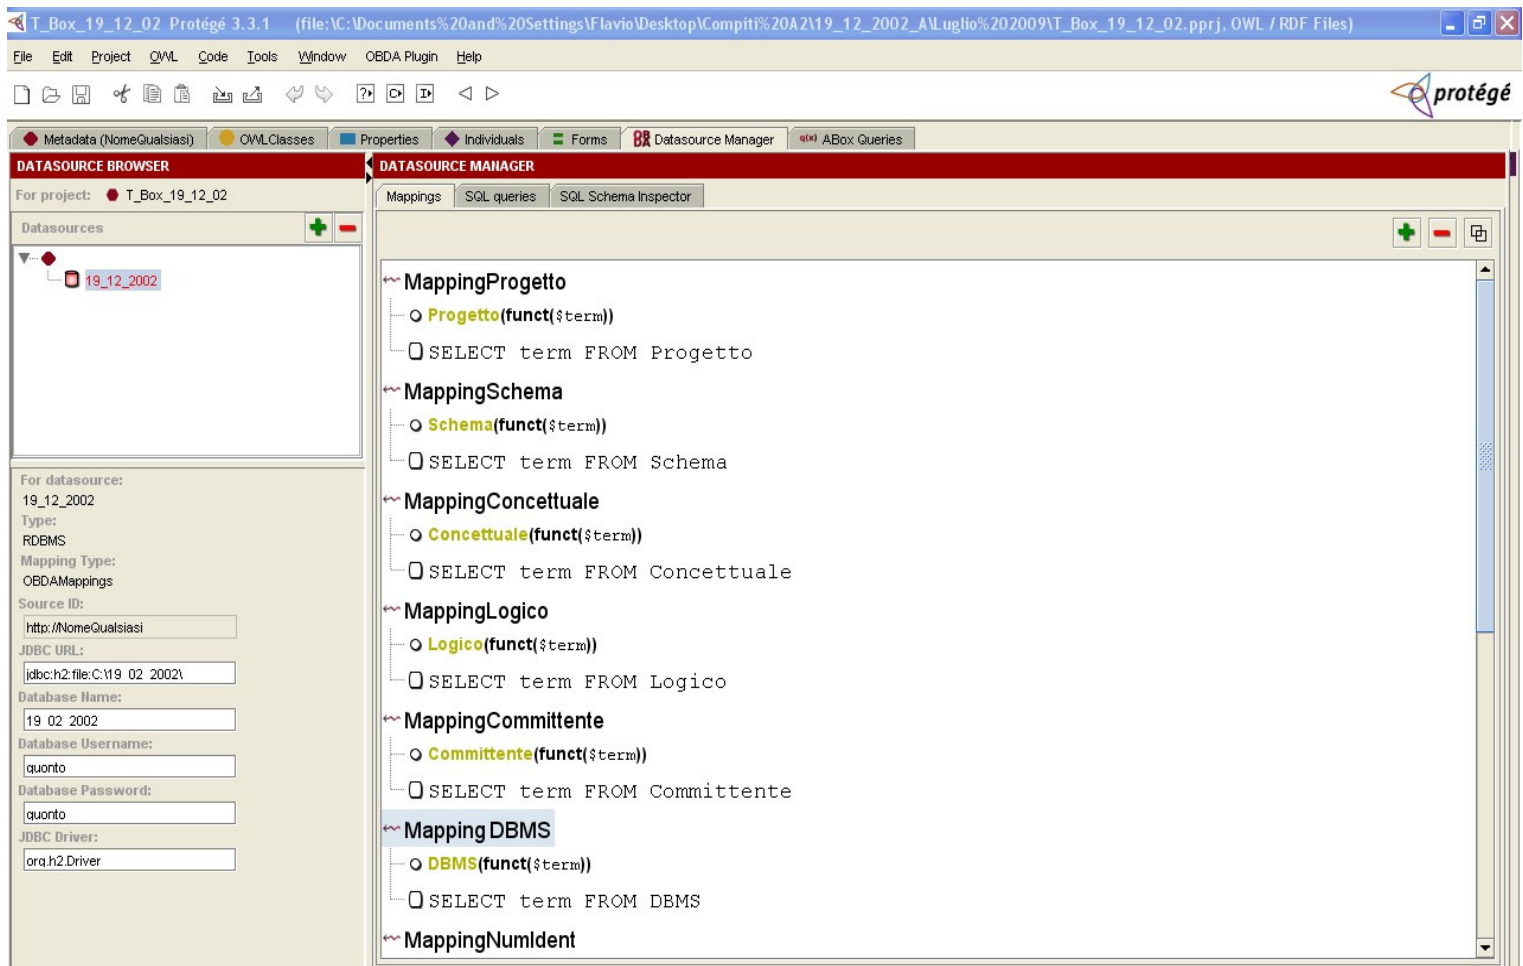 T_Box_19_12_02 Protégé 3.3.1 (file:\C:\Documents%20and%20Settings\Flavio\Desktop\Compiti%20A2\19_12_2002_A\Luglio%202009\T_Box_19_12_02.pprj, OWL / RDF Files)
File Edit Project OWL Code Tools Window OBDA Plugin Help
protégé
Metadata (NomeQualsiasi) OWLClasses Properties Individuals Forms Datasource Manager q(x) ABox Queries
DATASOURCE BROWSER
For project: T_Box_19_12_02
Datasources
19_12_2002
For datasource:
19_12_2002
Type:
RDBMS
Mapping Type:
OBDAMappings
Source ID:
http://NomeQualsiasi
JDBC URL:
jdbc:h2:file:C:\19_02_2002\
Database Name:
19_02_2002
Database Username:
quonto
Database Password:
quonto
JDBC Driver:
org.h2.Driver
DATASOURCE MANAGER
Mappings SQL queries SQL Schema Inspector
MappingProgetto
Progetto(funct($term))
SELECT term FROM Progetto
MappingSchema
Schema(funct($term))
SELECT term FROM Schema
MappingConcettuale
Concettuale(funct($term))
SELECT term FROM Concettuale
MappingLogico
Logico(funct($term))
SELECT term FROM Logico
MappingCommittente
Committente(funct($term))
SELECT term FROM Committente
Mapping DBMS
DBMS(funct($term))
SELECT term FROM DBMS
MappingNumIdent